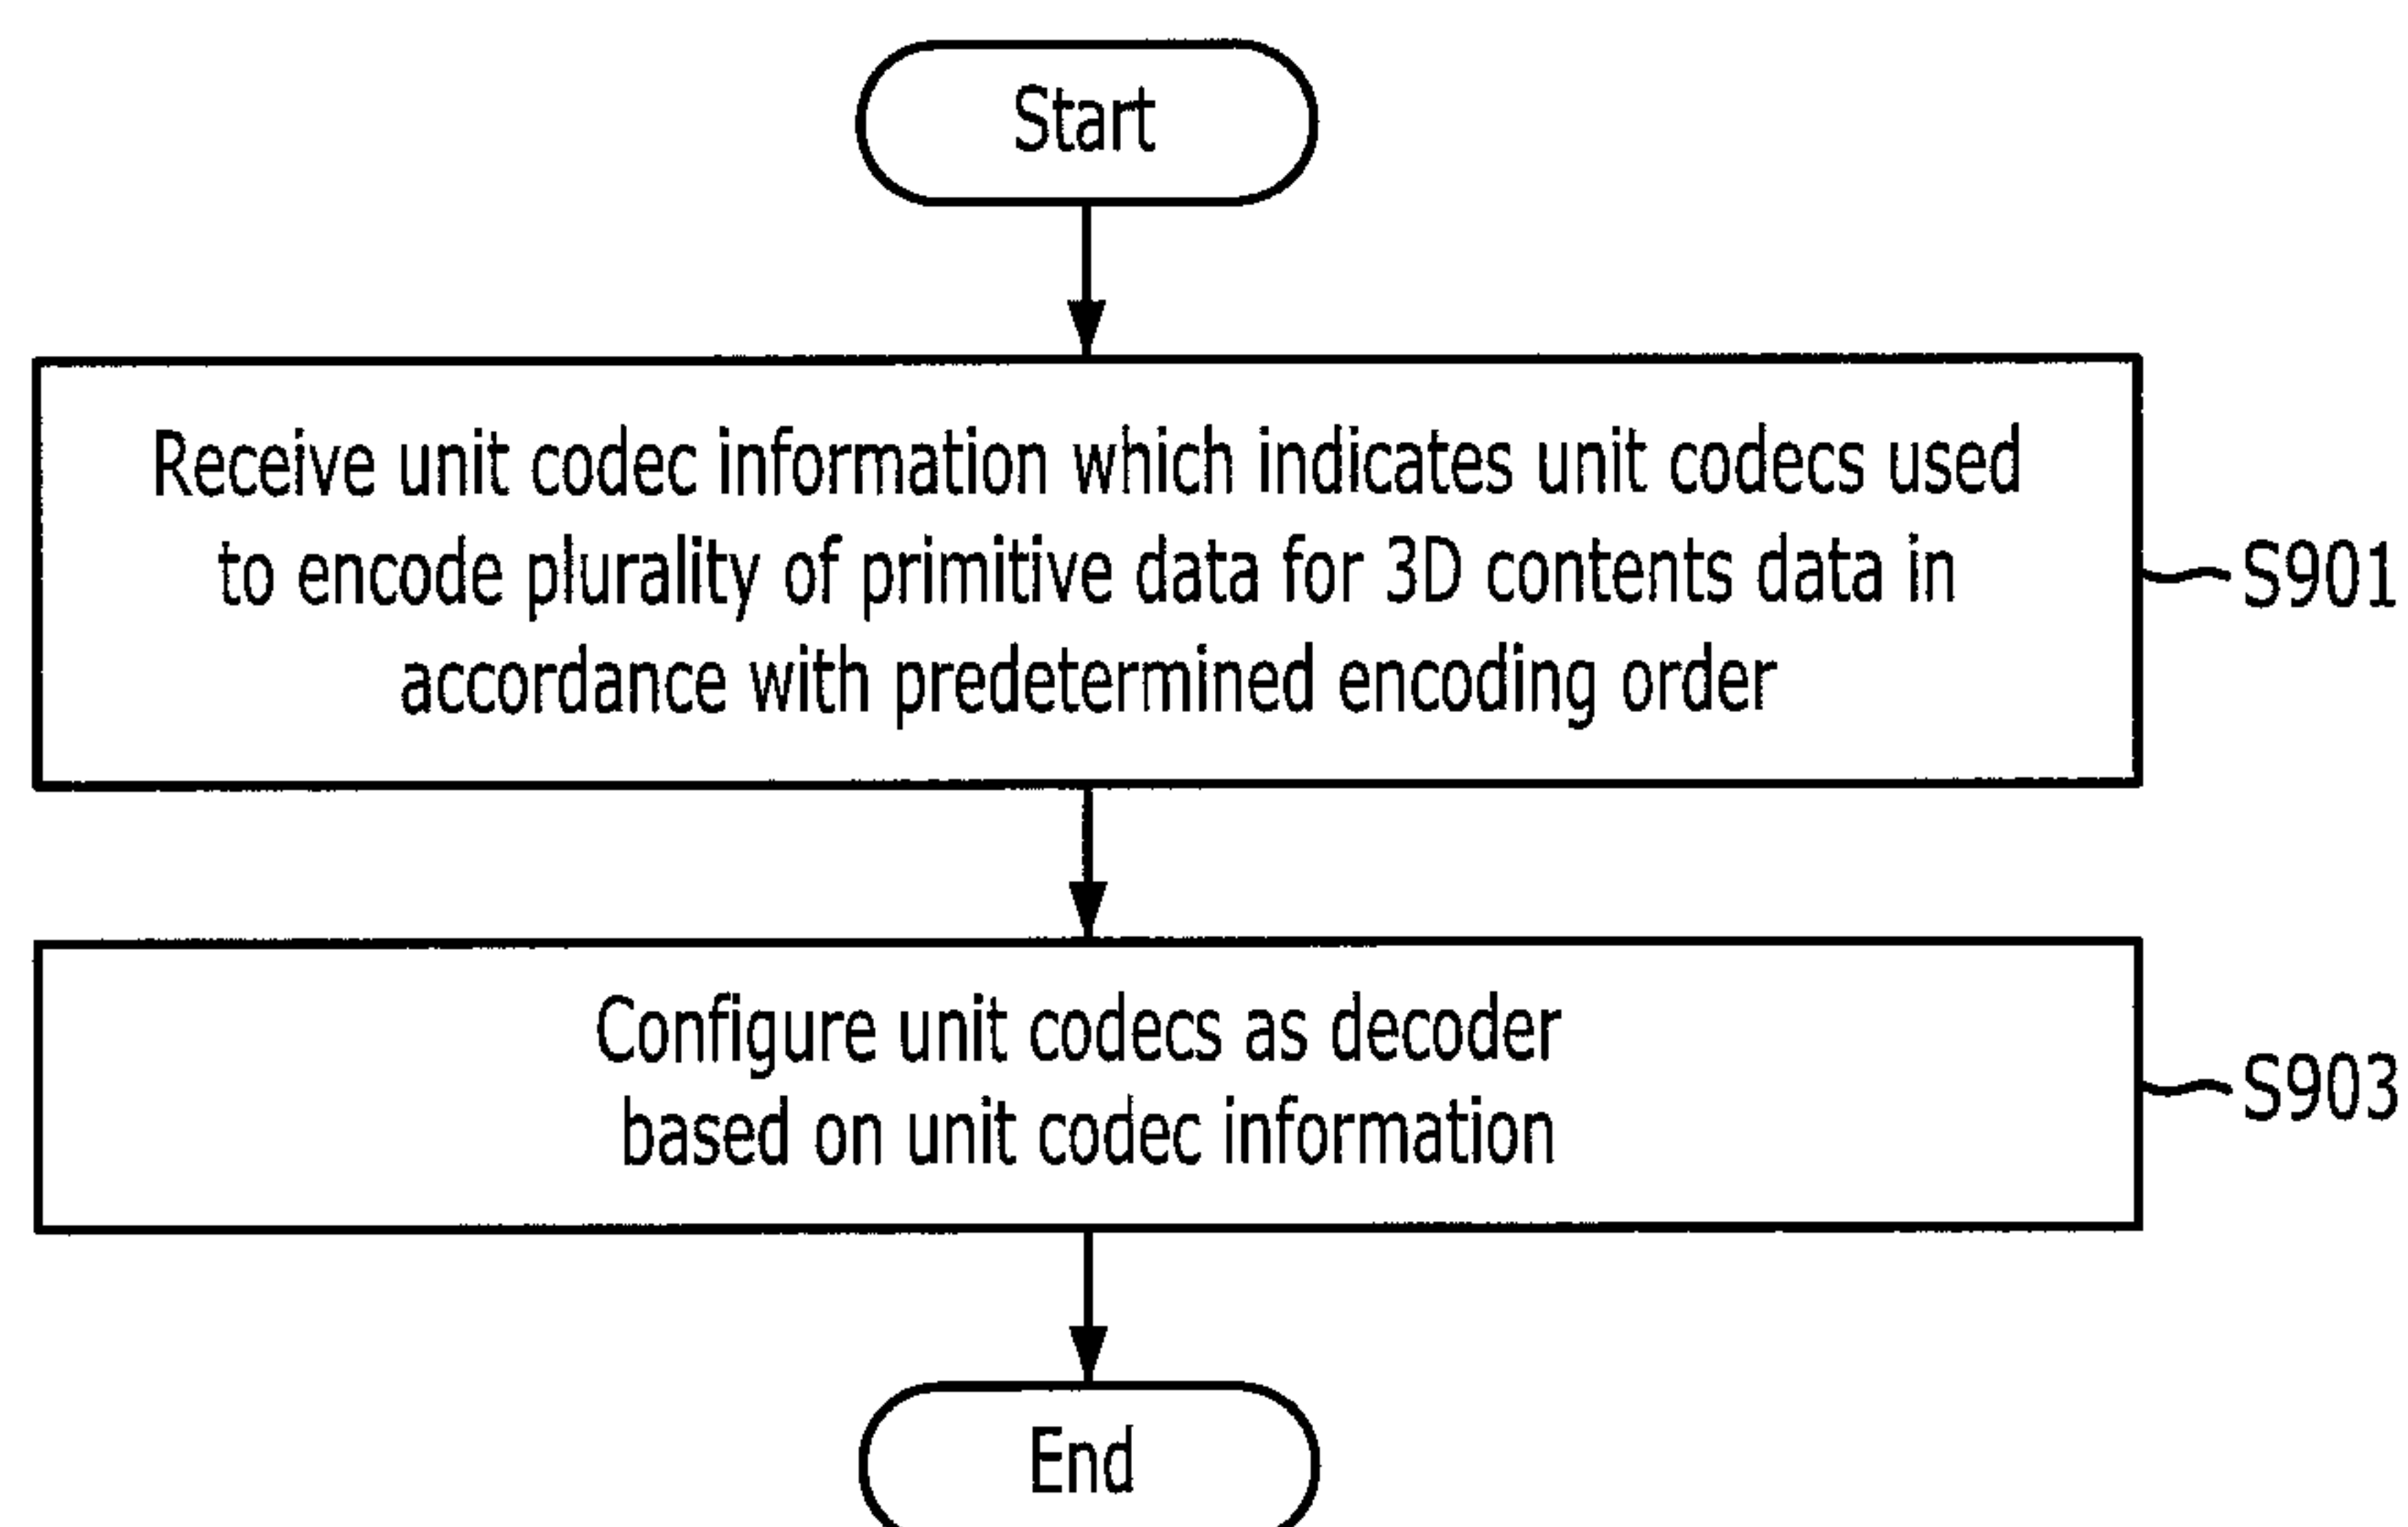 Start
Receive unit codec information which indicates unit codecs used
to encode plurality of primitive data for 3D contents data in
accordance with predetermined encoding order
S901
Configure unit codecs as decoder
based on unit codec information
S903
End